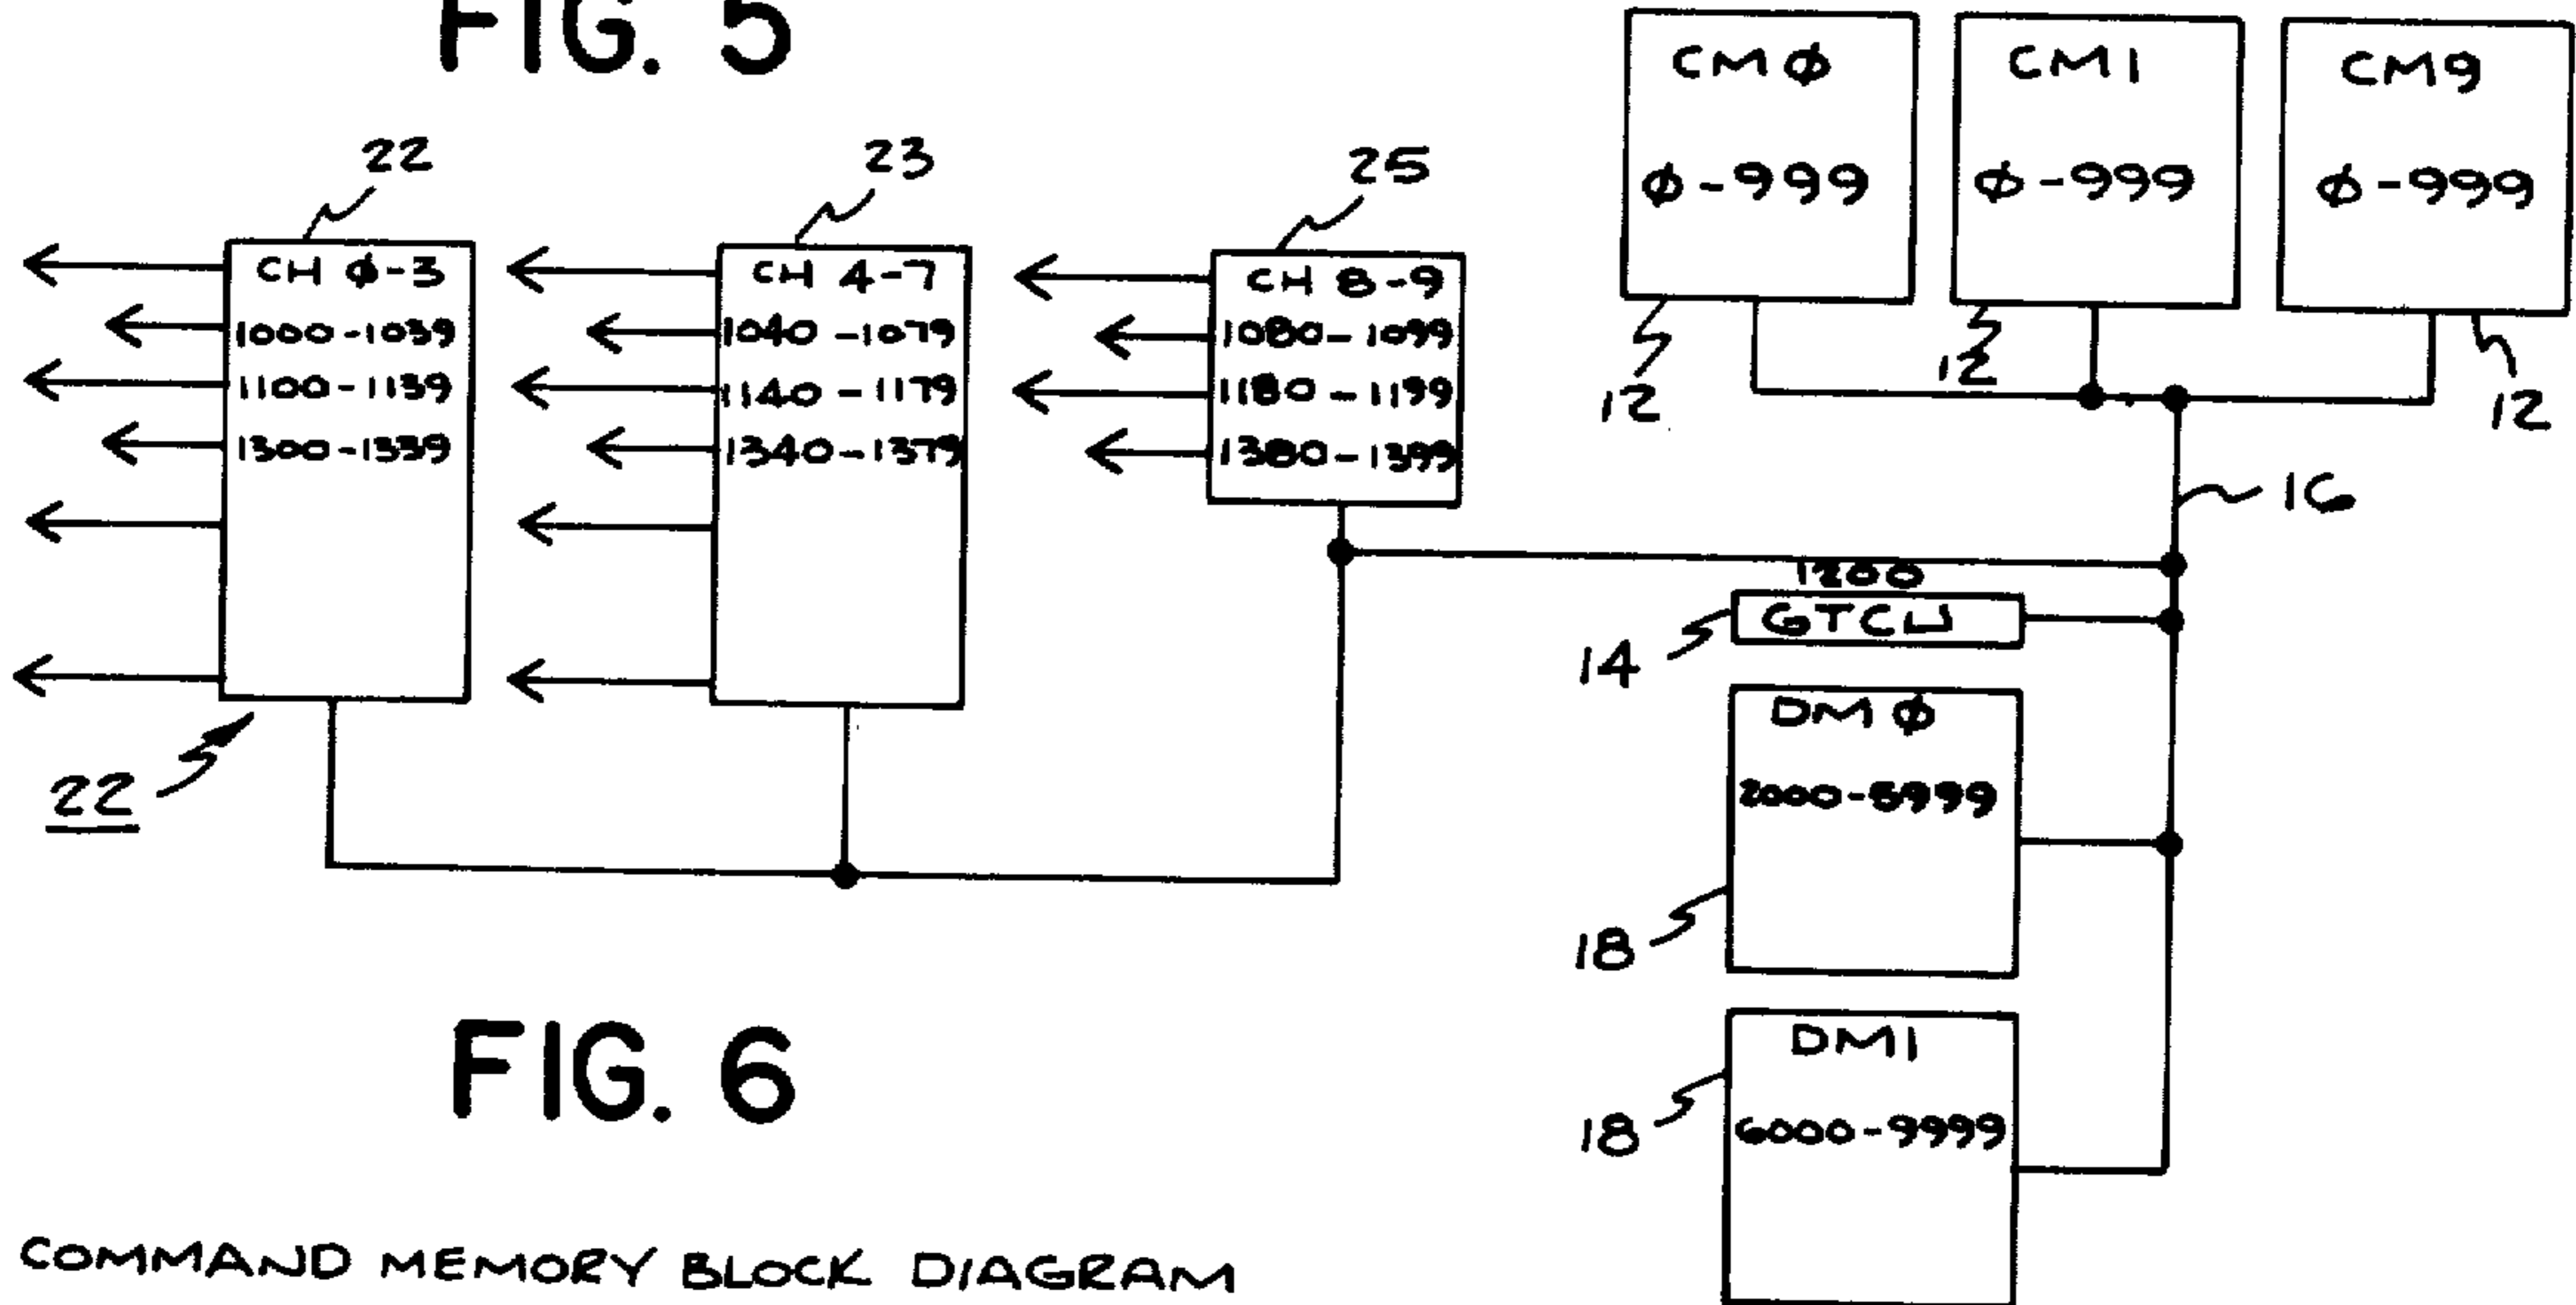 FIG. 5
CMφ
φ-999
12
CM1
φ-999
12
CM9
φ-999
12
22
CH φ-3
1000-1039
1100-1139
1300-1339
22
23
CH 4-7
1040-1079
1140-1179
1340-1379
25
CH 8-9
1080-1099
1180-1199
1380-1399
16
1200
GTCU
14
DMφ
2000-5999
18
DM1
6000-9999
18
FIG. 6
COMMAND MEMORY BLOCK DIAGRAM